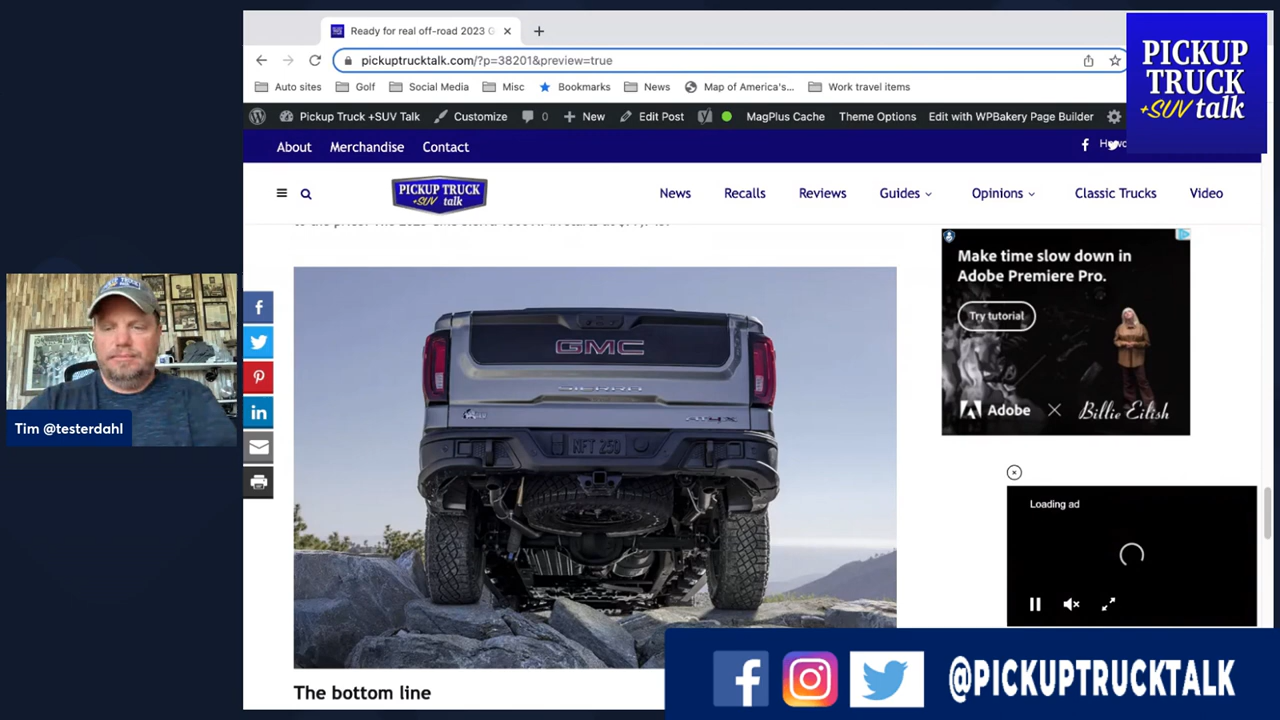 Ready for real off-road 2023 G
pickuptrucktalk.com/?p=38201&preview=true
Auto sites
Golf
Social Media
Misc
Bookmarks
News
Map of America's...
Work travel items
PICKUP
TRUCK
+SUV talk
Pickup Truck +SUV Talk
Customize
0
New
Edit Post
MagPlus Cache
Theme Options
Edit with WPBakery Page Builder
About
Merchandise
Contact
PICKUP TRUCK
+SUV talk
News
Recalls
Reviews
Guides
Opinions
Classic Trucks
Video
Make time slow down in
Adobe Premiere Pro.
Try tutorial
Adobe
Billie Eilish
GMC
SIERRA
AT4X
NFT 250
Tim @testerdahl
Loading ad
The bottom line
@PICKUPTRUCKTALK